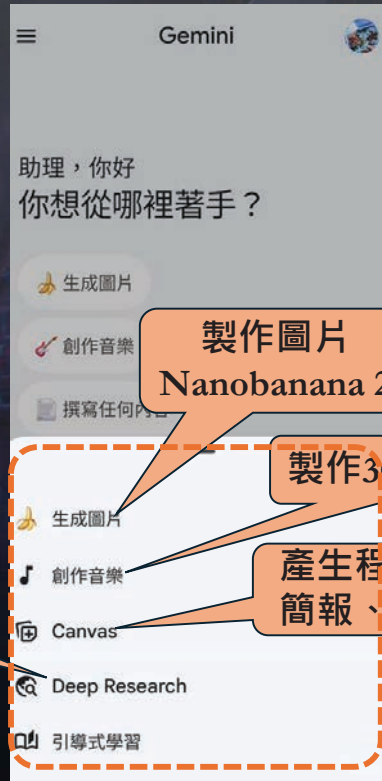 Gemini
助理，你好
你想從哪裡著手？
生成圖片
創作音樂
製作圖片
Nanobanana 2
撰寫任何內容
製作3
生成圖片
創作音樂
產生程
簡報、
Canvas
Deep Research
引導式學習